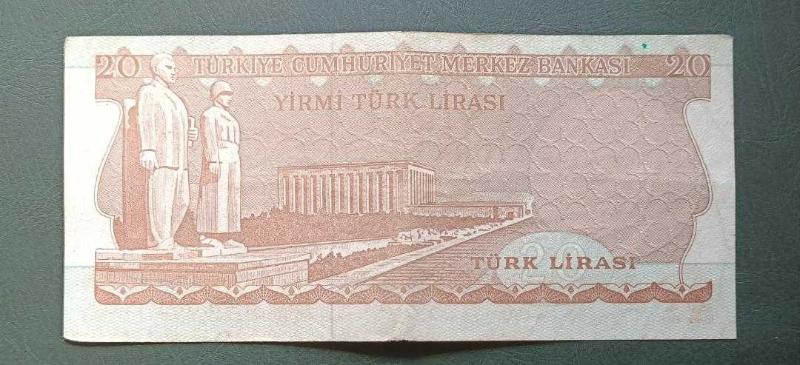 20 TÜRKİYE CUMHURİYET MERKEZ BANKASI 20
YİRMİ TÜRK LİRASI
20
TÜRK LİRASI